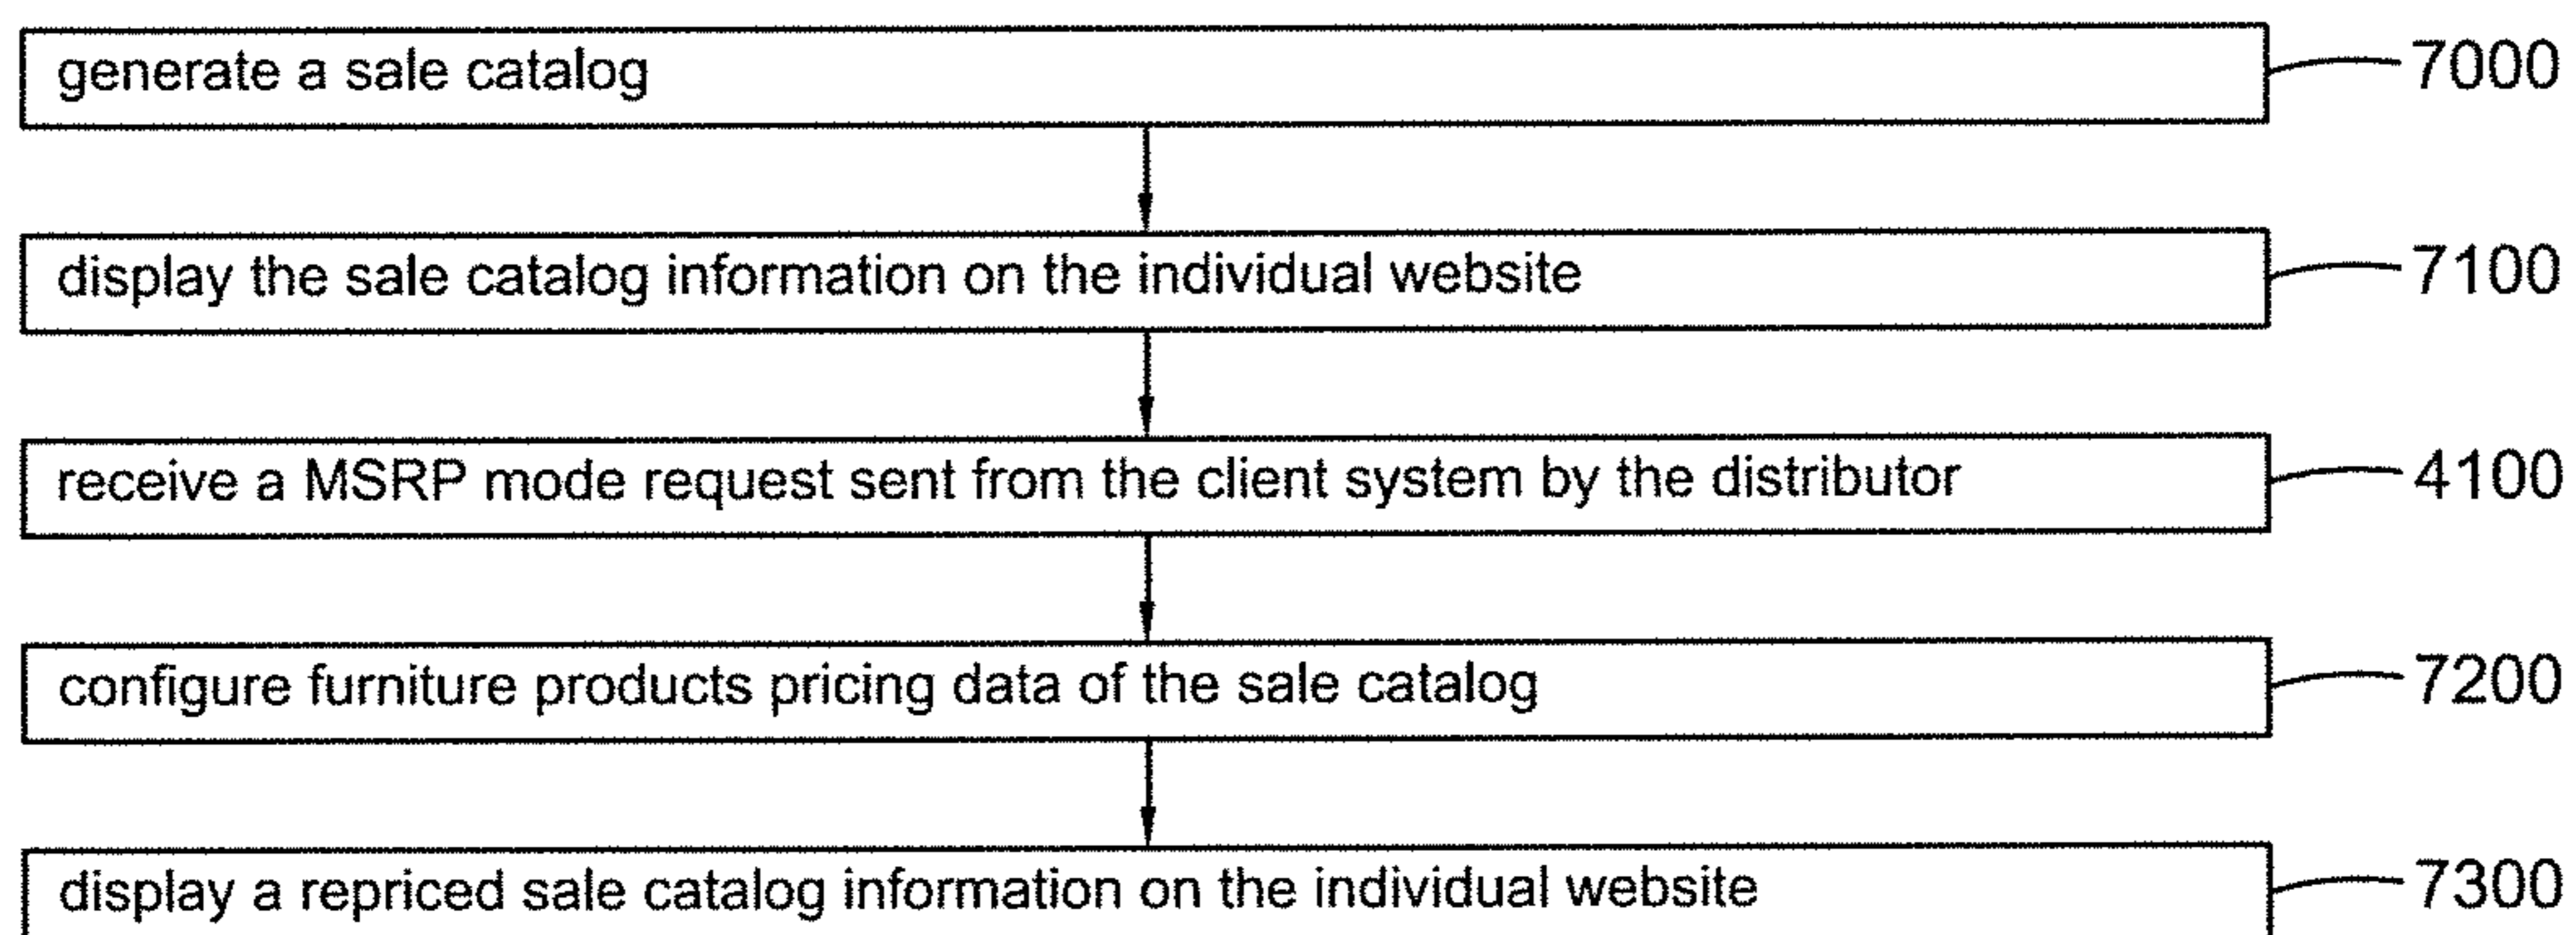 generate a sale catalog 7000
display the sale catalog information on the individual website 7100
receive a MSRP mode request sent from the client system by the distributor 4100
configure furniture products pricing data of the sale catalog 7200
display a repriced sale catalog information on the individual website 7300